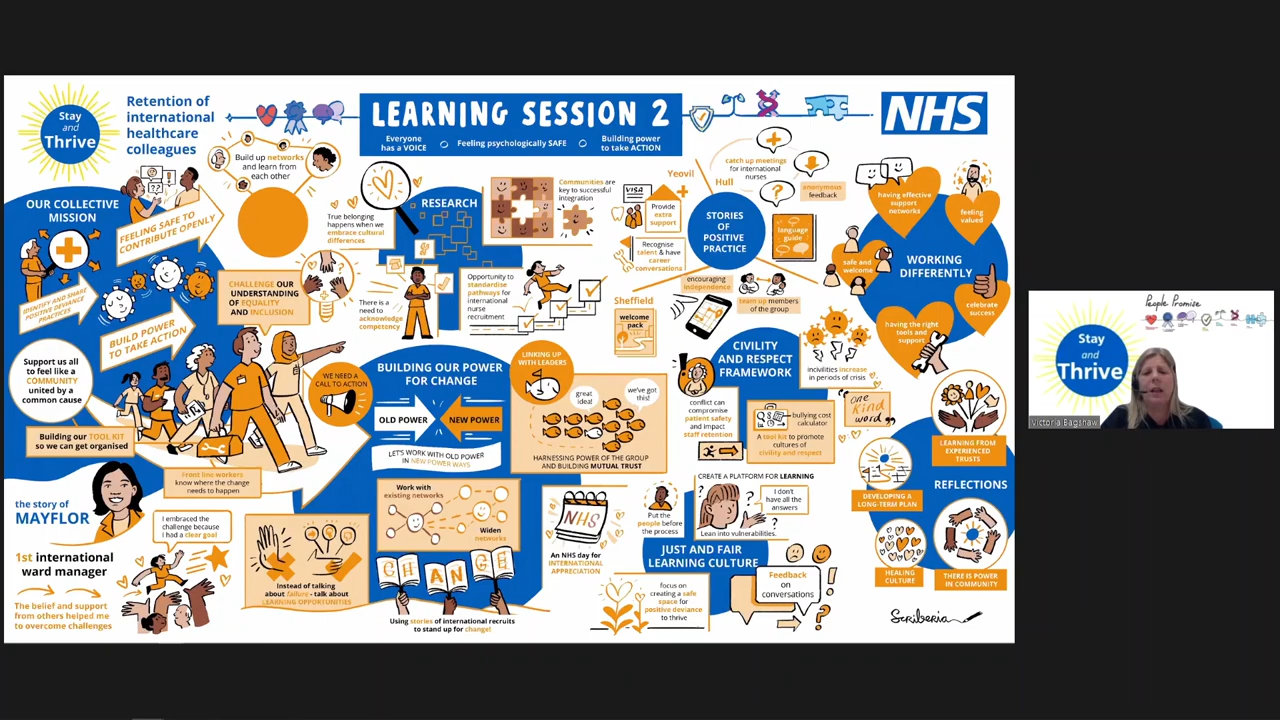 Stay
and
Thrive
Retention of
international
healthcare
colleagues
LEARNING SESSION 2
Everyone
has a VOICE
Feeling psychologically SAFE
Building power
to take ACTION
NHS
OUR COLLECTIVE
MISSION
FEELING SAFE TO
CONTRIBUTE OPENLY
IDENTIFY AND SHARE
POSITIVE DEVIANCE
PRACTICES
BUILD POWER
TO TAKE ACTION
Build up networks
and learn from
each other
CHALLENGE OUR
UNDERSTANDING
OF EQUALITY
AND INCLUSION
Support us all
to feel like a
COMMUNITY
united by a
common cause
Building our TOOL KIT
so we can get organised
WE NEED A
CALL TO ACTION
Front line workers
know where the change
needs to happen
True belonging
happens when we
embrace cultural
differences
RESEARCH
Communities are
key to successful
integration
There is a
need to
acknowledge
competency
Opportunity to
standardise
pathways for
international
nurse
recruitment
STORIES
OF
POSITIVE
PRACTICE
Yeovil
VISA
Provide
extra
support
Recognise
talent & have
career
conversations
Hull
catch up meetings
for international
nurses
?
anonymous
feedback
language
guide
Sheffield
welcome
pack
encouraging
independence
team up members
of the group
WORKING
DIFFERENTLY
having effective
support
networks
feeling
valued
safe and
welcome
celebrate
success
having the right
tools and
support
BUILDING OUR POWER
FOR CHANGE
OLD POWER
NEW POWER
LET'S WORK WITH OLD POWER
IN NEW POWER WAYS
LINKING UP
WITH LEADERS
great
idea!
we've got
this!
HARNESSING POWER OF THE GROUP
AND BUILDING MUTUAL TRUST
Work with
existing networks
Widen
networks
CHANGE
Using stories of international recruits
to stand up for change!
CIVILITY
AND RESPECT
FRAMEWORK
incivilities increase
in periods of crisis
conflict can
compromise
patient safety
and impact
staff retention
bullying cost
calculator
A tool kit to promote
cultures of
civility and respect
"one
Kind
word"
the story of
MAYFLOR
1st international
ward manager
The belief and support
from others helped me
to overcome challenges
I embraced the
challenge because
I had a clear goal
Instead of talking
about failure - talk about
LEARNING OPPORTUNITIES
NHS
An NHS day for
INTERNATIONAL
APPRECIATION
JUST AND FAIR
LEARNING CULTURE
Put the
people before
the process
CREATE A PLATFORM FOR LEARNING
I don't
have all the
answers
Lean into vulnerabilities.
focus on
creating a safe
space for
positive deviance
to thrive
Feedback
on
conversations
REFLECTIONS
LEARNING FROM
EXPERIENCED
TRUSTS
DEVELOPING A
LONG-TERM PLAN
HEALING
CULTURE
THERE IS POWER
IN COMMUNITY
Scriberia
People Promise
Stay
and
Thrive
Victoria Bagshaw